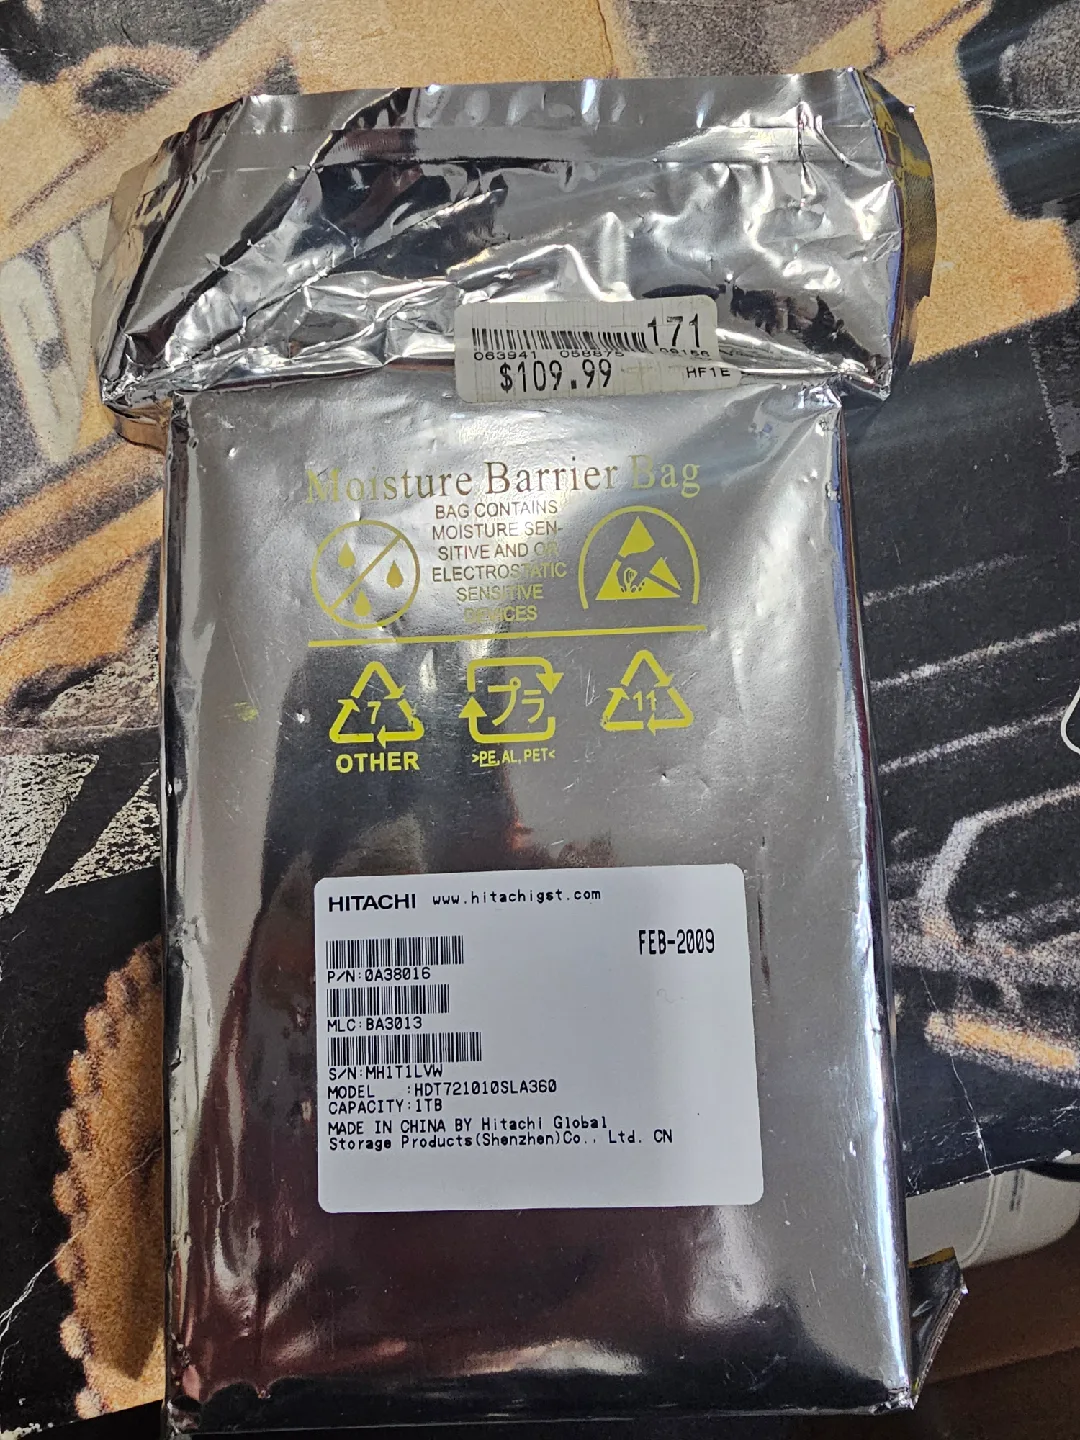 171
063941 058875
$109.99
HF1E
Moisture Barrier Bag
BAG CONTAINS
MOISTURE SEN-
SITIVE AND OR
ELECTROSTATIC
SENSITIVE
DEVICES
7
プラ
11
OTHER
>PE, AL, PET<
HITACHI www.hitachigst.com
FEB-2009
P/N:0A38016
MLC:BA3013
S/N:MH1T1LVW
MODEL :HDT721010SLA360
CAPACITY:1TB
MADE IN CHINA BY Hitachi Global
Storage Products(Shenzhen)Co., Ltd. CN